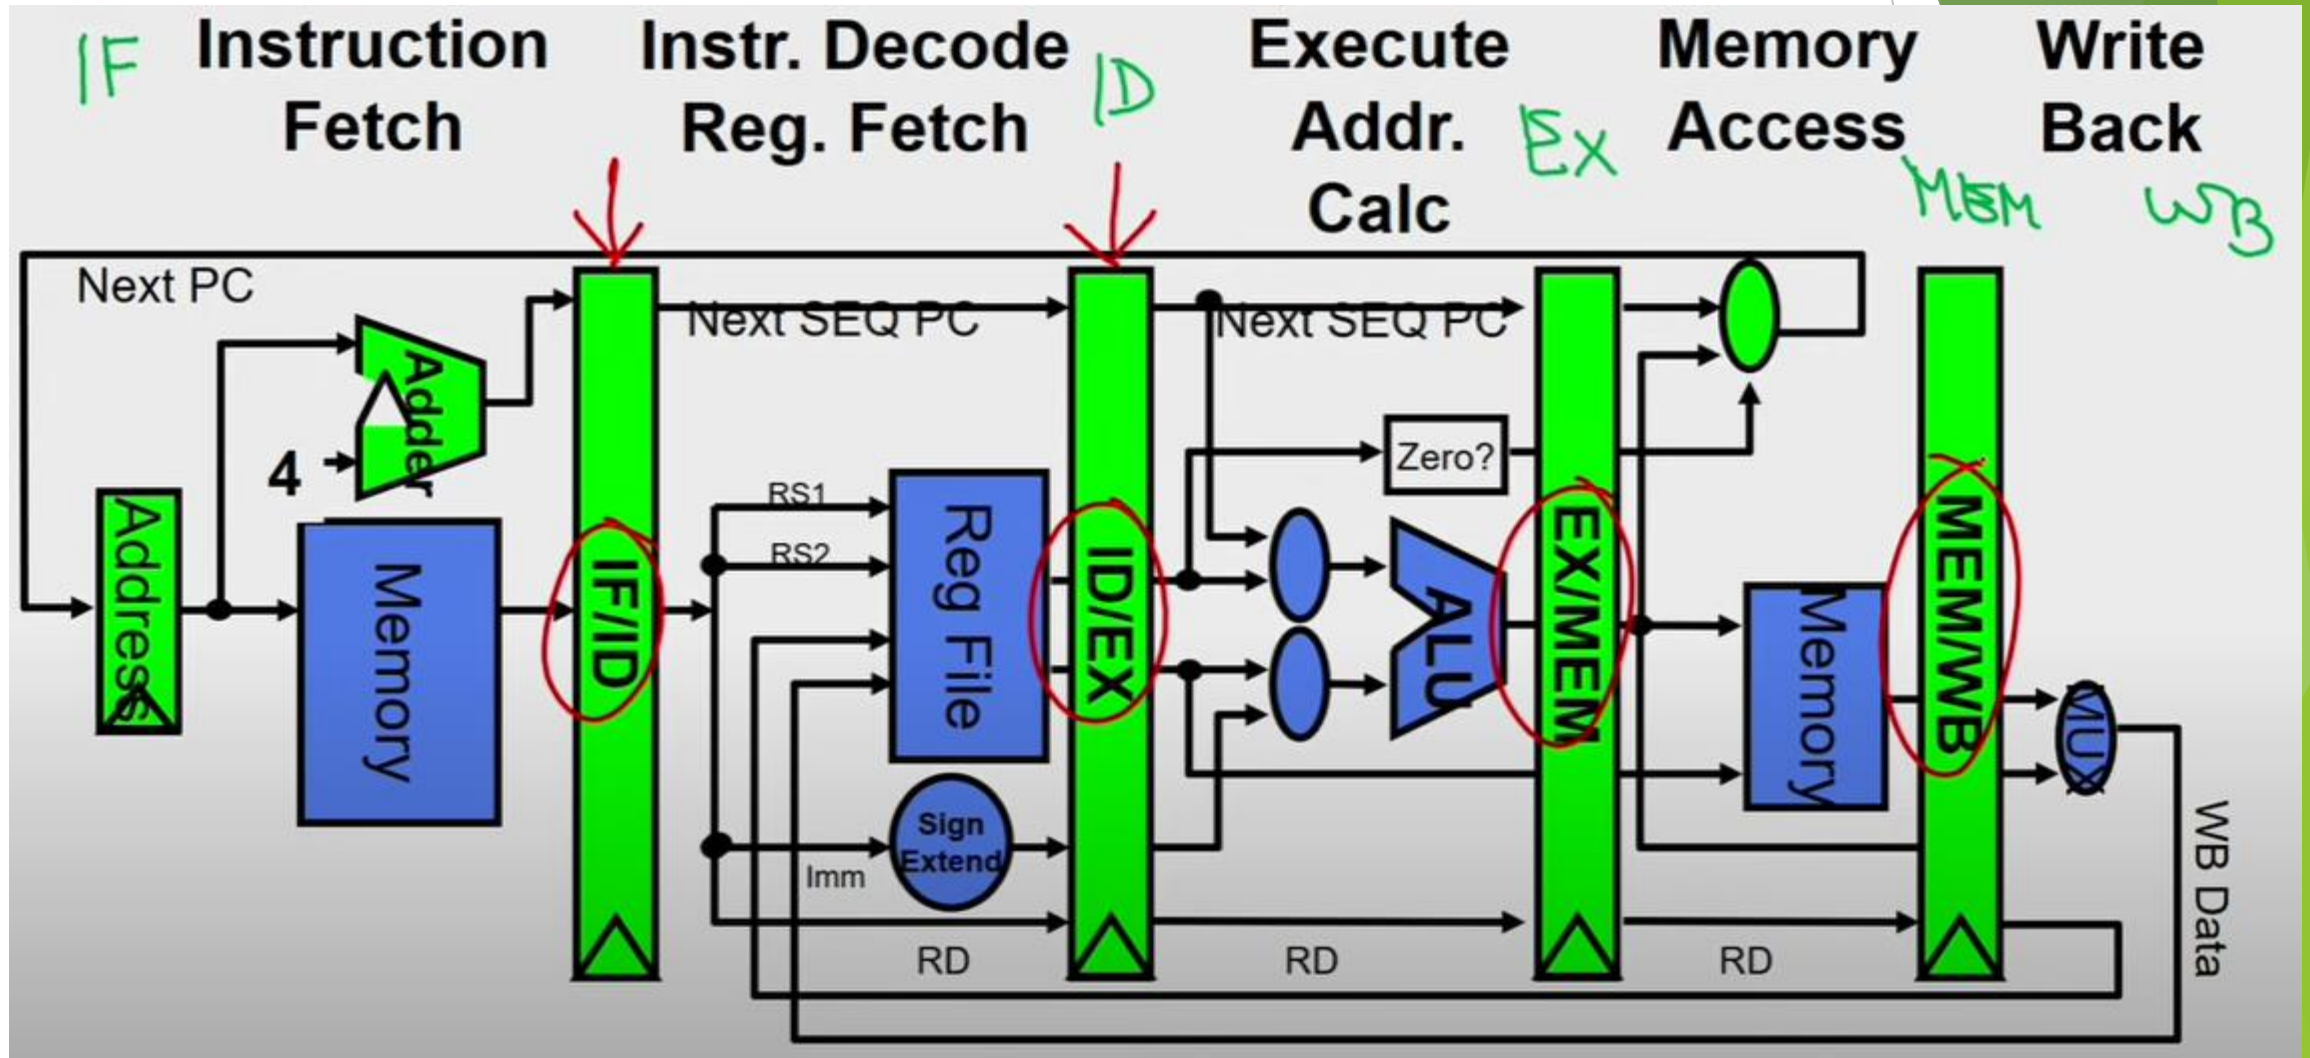 IF
Instruction
Fetch
Instr. Decode
Reg. Fetch
ID
Execute
Addr.
Calc
EX
Memory
Access
MEM
Write
Back
WB
Next PC
Adder
4
Address
Memory
IF/ID
Next SEQ PC
RS1
RS2
Reg File
Sign
Extend
Imm
RD
ID/EX
Next SEQ PC
Zero?
ALU
RD
EX/MEM
Memory
RD
MEM/WB
MUX
WB Data